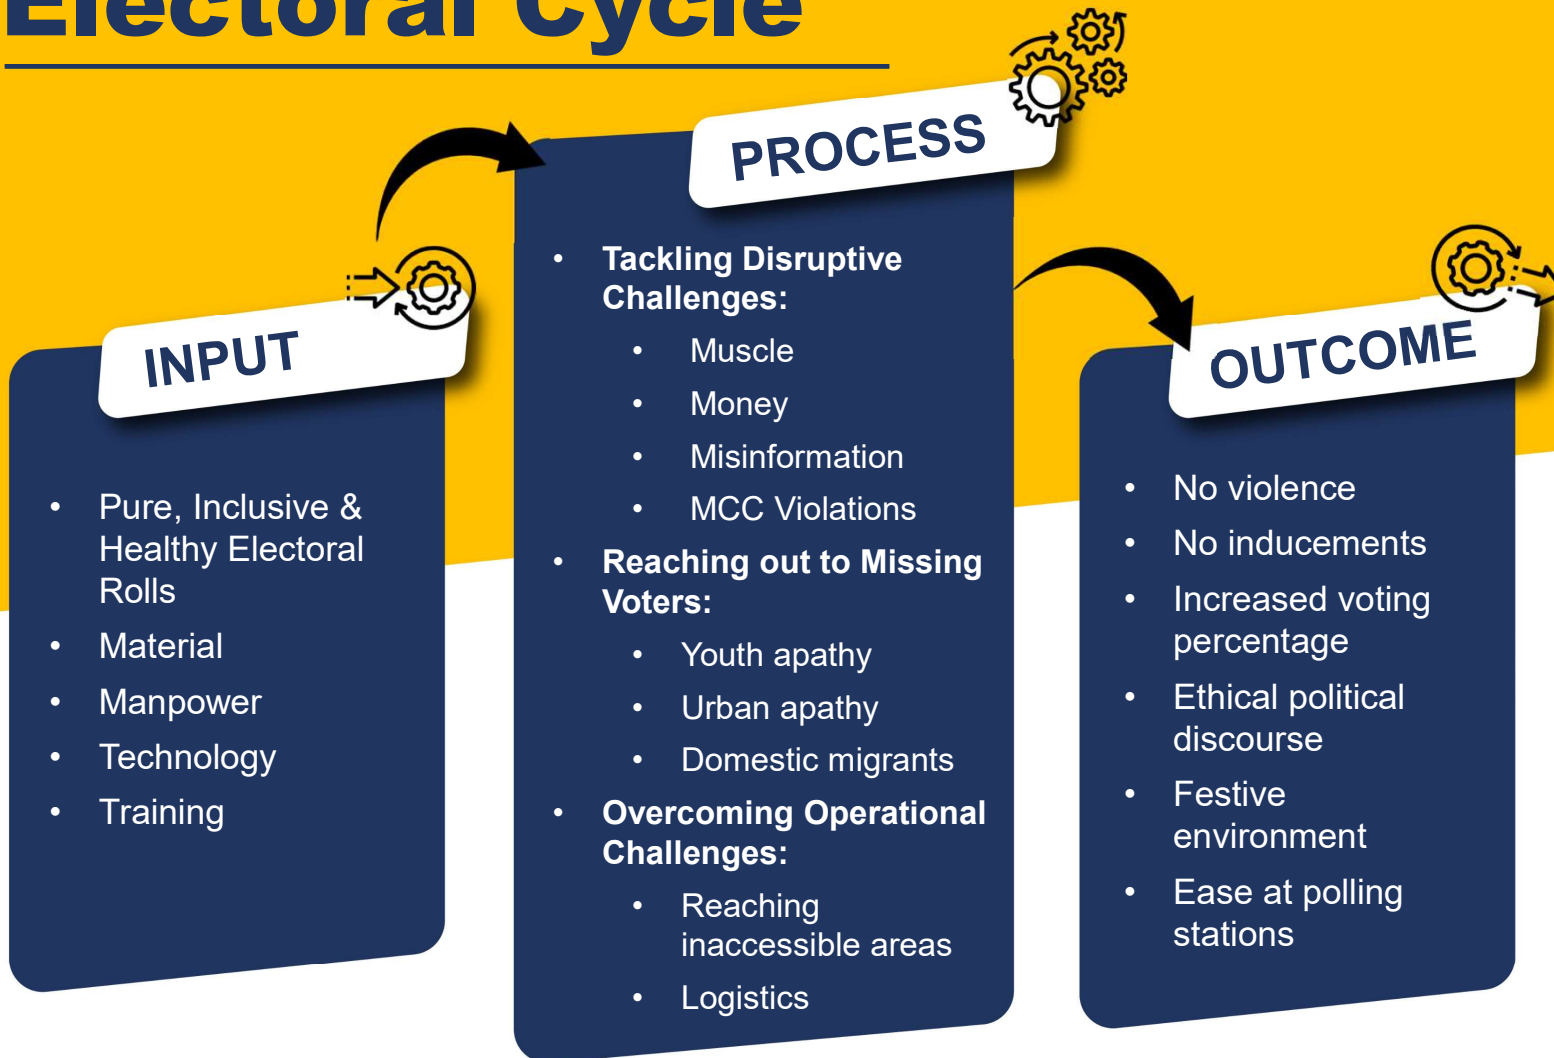 Electoral Cycle
INPUT
• Pure, Inclusive &
Healthy Electoral
Rolls
• Material
• Manpower
• Technology
• Training
PROCESS
• Tackling Disruptive
Challenges:
• Muscle
• Money
• Misinformation
• MCC Violations
• Reaching out to Missing
Voters:
• Youth apathy
• Urban apathy
• Domestic migrants
• Overcoming Operational
Challenges:
• Reaching
inaccessible areas
• Logistics
OUTCOME
• No violence
• No inducements
• Increased voting
percentage
• Ethical political
discourse
• Festive
environment
• Ease at polling
stations